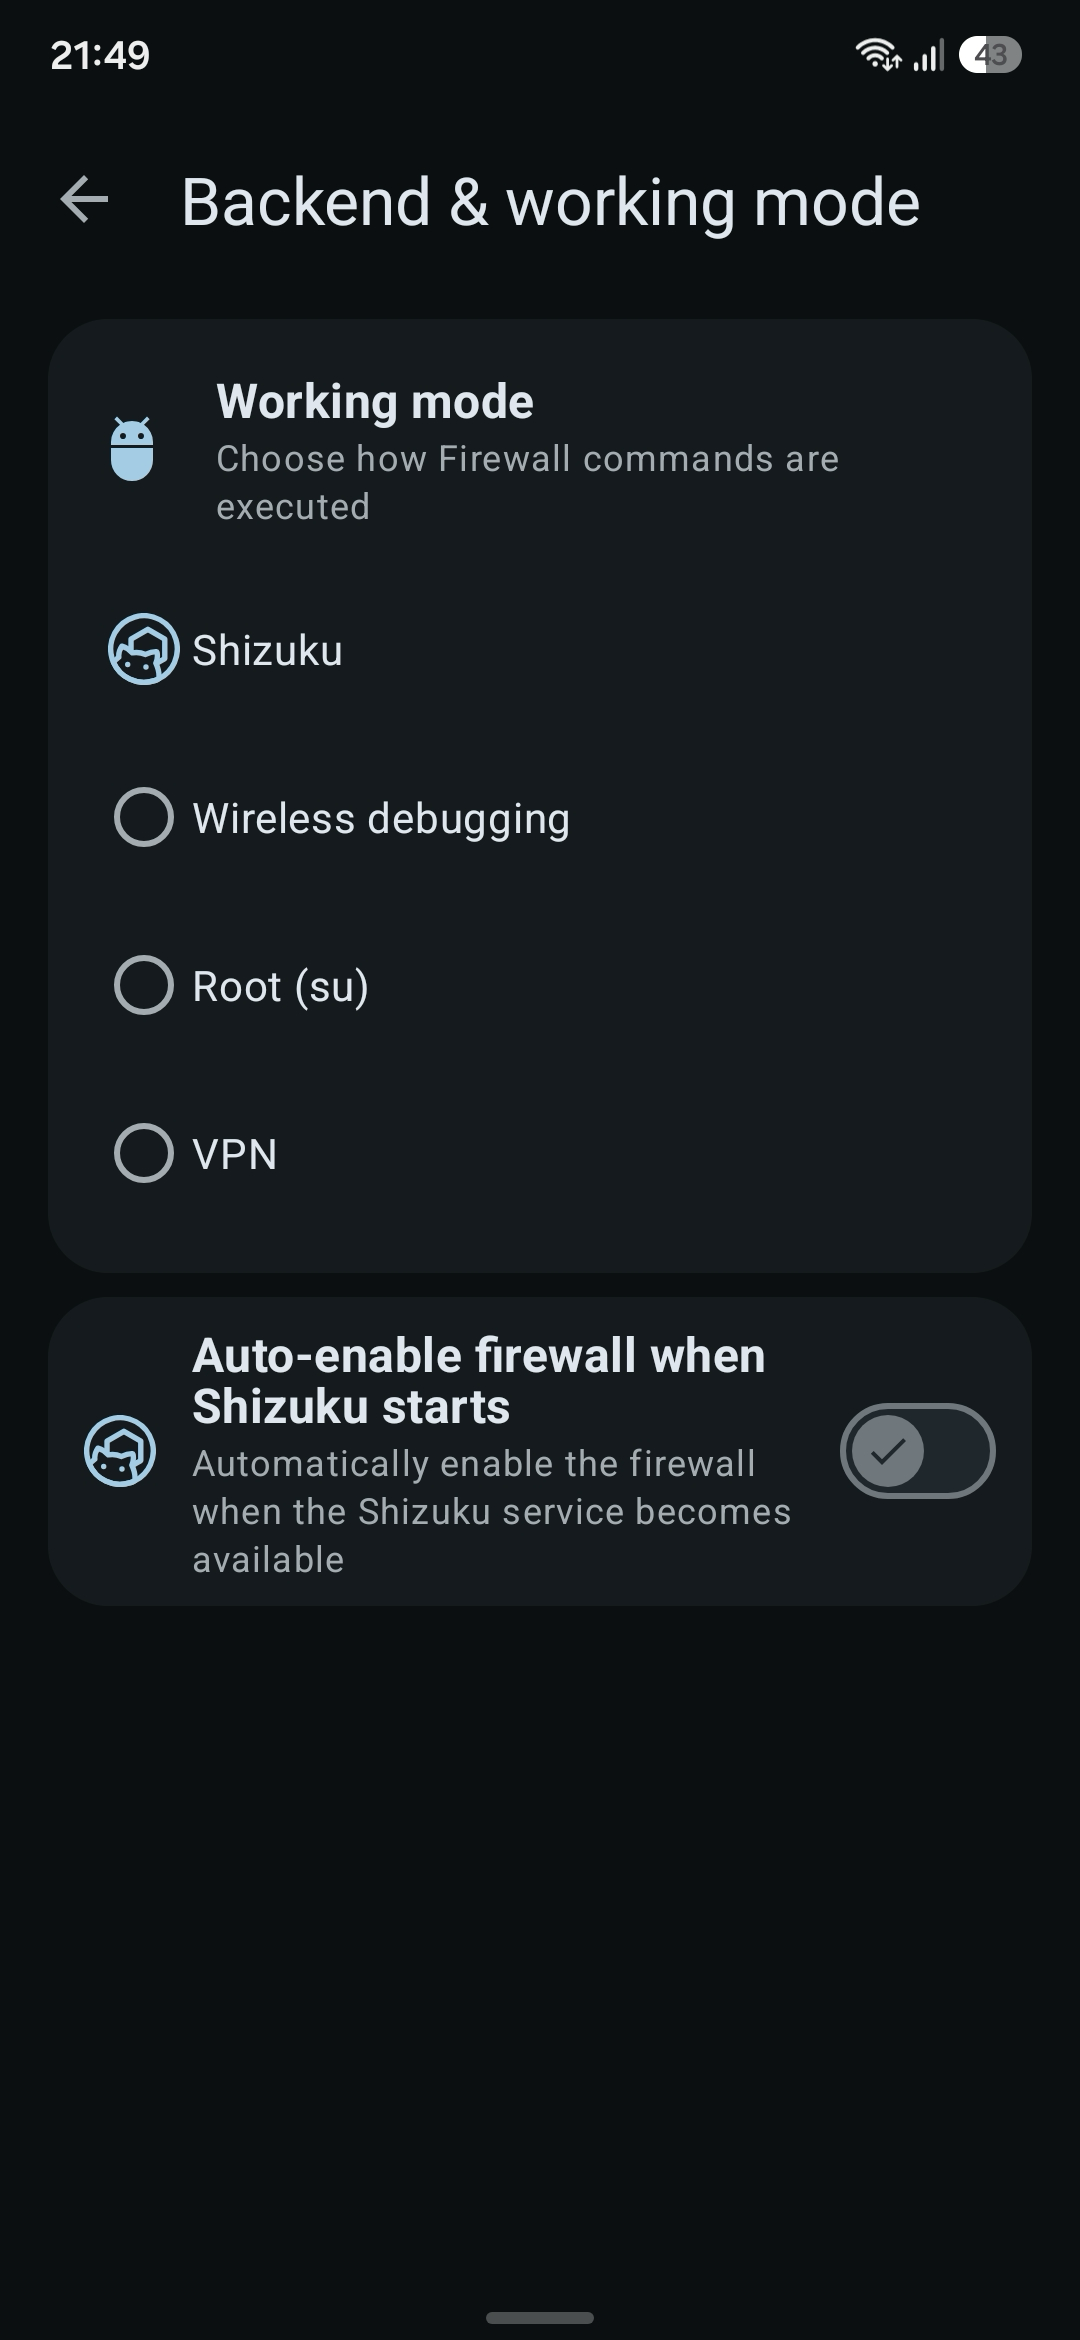 21:49
43
Backend & working mode
Working mode
Choose how Firewall commands are
executed
Shizuku
Wireless debugging
Root (su)
VPN
Auto-enable firewall when
Shizuku starts
Automatically enable the firewall
when the Shizuku service becomes
available